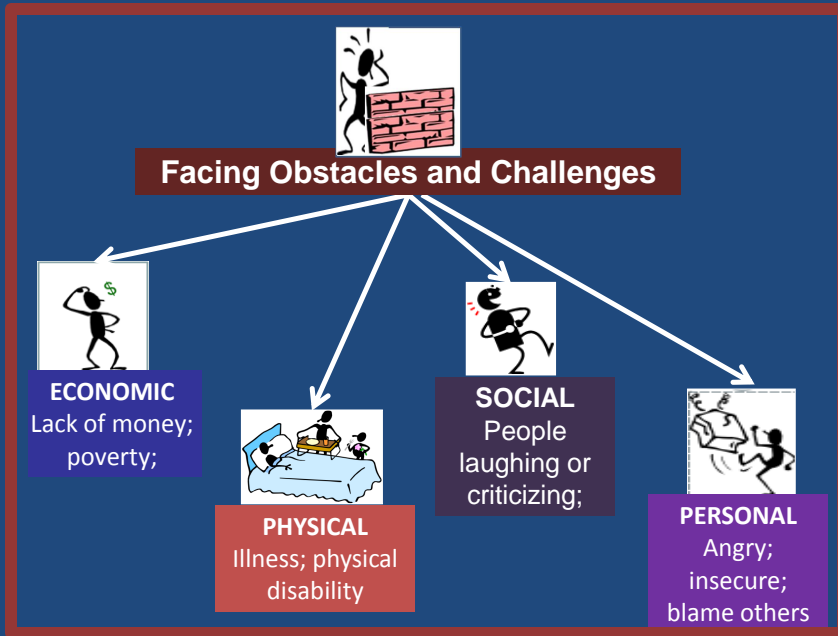 Facing Obstacles and Challenges
$
ECONOMIC
Lack of money;
poverty;
PHYSICAL
Illness; physical
disability
SOCIAL
People
laughing or
criticizing;
PERSONAL
Angry;
insecure;
blame others